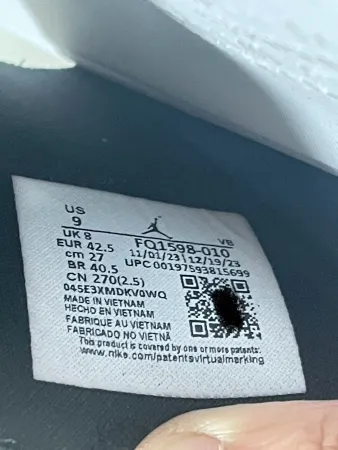 US
9
UK 8
EUR 42.5
cm 27
BR 40.5
CN 270(2.5)
VB
FQ1598-010
11/01/23 12/19/23
UPC 00197593815699
045E3XMDKV0WQ
MADE IN VIETNAM
HECHO EN VIETNAM
FABRIQUE AU VIETNAM
FABRICADO NO VIETNÃ
This product is covered by one or more patents:
www.nike.com/patentsvirtualmarking